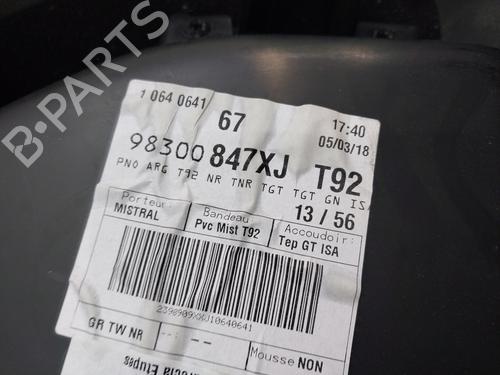 B-PARTS
1 064 0641
67
17:40
05/03/18
98300 847XJ T92
PNO ARG T92 NR TNR TGT TGT GN IS
13 / 56
Porteur: MISTRAL
Bandeau Pvc Mist T92
Accoudoir: Tep GT ISA
GR TW NR
-- --
Mousse NON
Etupes